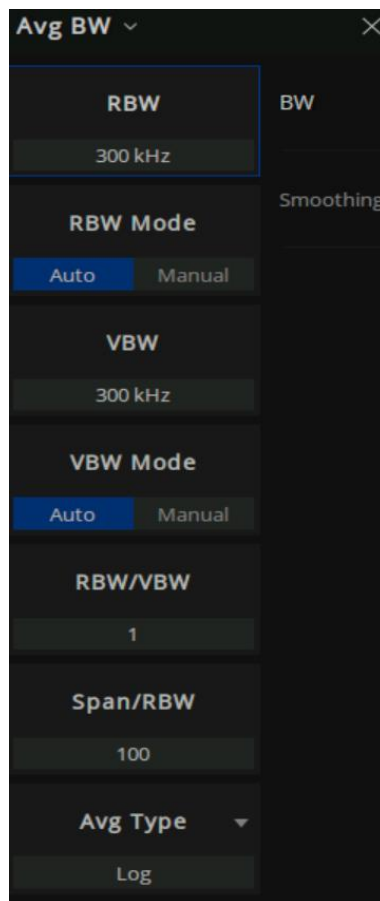 Avg BW
RBW
300 kHz
RBW Mode
Auto Manual
VBW
300 kHz
VBW Mode
Auto Manual
RBW/VBW
1
Span/RBW
100
Avg Type
Log
BW
Smoothing